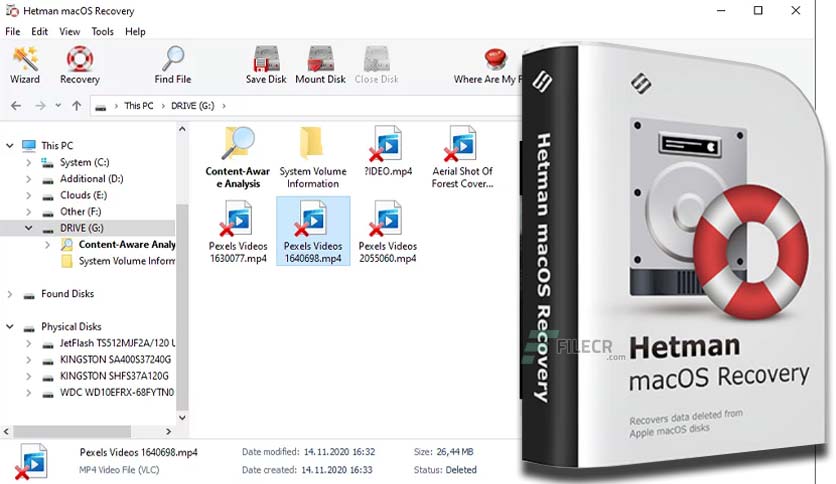 Hetman macOS Recovery
File Edit View Tools Help
Wizard Recovery Find File Save Disk Mount Disk Close Disk Where Are My
This PC DRIVE (G:)
This PC
System (C:)
Additional (D:)
Clouds (E:)
Other (F:)
DRIVE (G:)
Content-Aware Analy
System Volume Inform
Found Disks
Physical Disks
JetFlash TS512MJF2A/120 U
KINGSTON SA400S37240G
KINGSTON SHFS37A120G
WDC WD10EFRX-68FYTN0
Content-Awar
e Analysis
System Volume
Information
?IDEO.mp4
Aerial Shot Of
Forest Cover...
Pexels Videos
1630077.mp4
Pexels Videos
1640698.mp4
Pexels Videos
2055060.mp4
Pexels Videos 1640698.mp4
MP4 Video File (VLC)
Date modified: 14.11.2020 16:32
Date created: 14.11.2020 16:33
Size: 26,44 MB
Status: Deleted
Hetman macOS Recovery
FILECR
.com
Hetman
macOS Recovery
Recovers data deleted from
Apple macOS disks